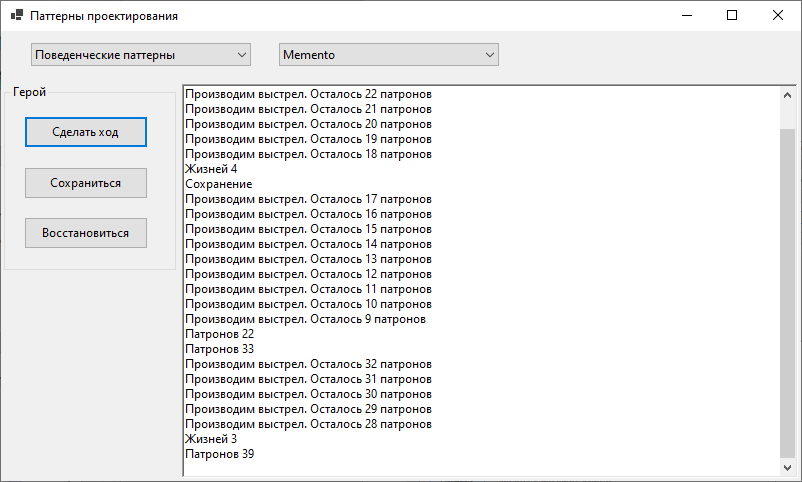 Паттерны проектирования
Поведенческие паттерны
Memento
Герой
Сделать ход
Сохраниться
Восстановиться
Производим выстрел. Осталось 22 патронов
Производим выстрел. Осталось 21 патронов
Производим выстрел. Осталось 20 патронов
Производим выстрел. Осталось 19 патронов
Производим выстрел. Осталось 18 патронов
Жизней 4
Сохранение
Производим выстрел. Осталось 17 патронов
Производим выстрел. Осталось 16 патронов
Производим выстрел. Осталось 15 патронов
Производим выстрел. Осталось 14 патронов
Производим выстрел. Осталось 13 патронов
Производим выстрел. Осталось 12 патронов
Производим выстрел. Осталось 11 патронов
Производим выстрел. Осталось 10 патронов
Производим выстрел. Осталось 9 патронов
Патронов 22
Патронов 33
Производим выстрел. Осталось 32 патронов
Производим выстрел. Осталось 31 патронов
Производим выстрел. Осталось 30 патронов
Производим выстрел. Осталось 29 патронов
Производим выстрел. Осталось 28 патронов
Жизней 3
Патронов 39